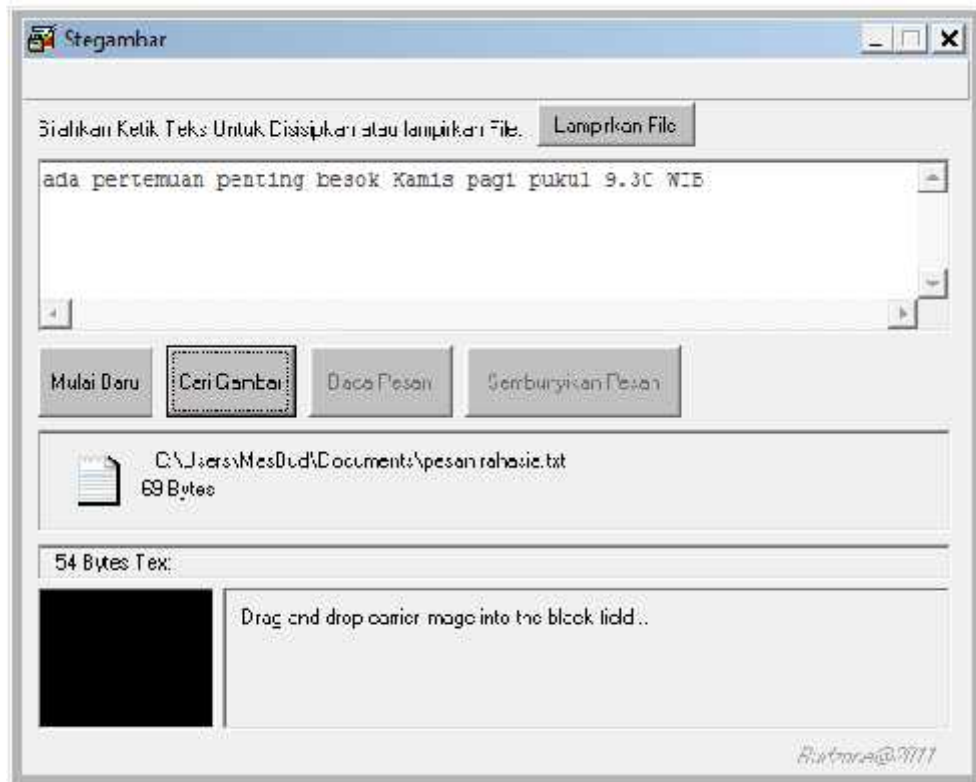 Stegambar
Silahkan Ketik Teks Untuk Disisipkan atau lampirkan File. Lampirkan File
ada pertemuan penting besok Kamis pagi pukul 9.30 WIB
Mulai Baru Cari Gambar Baca Pesan Sembunyikan Pesan
C:\Users\MasBud\Documents\pesan rahasia.txt
69 Bytes
54 Bytes Text
Drag and drop carrier image into the black field...